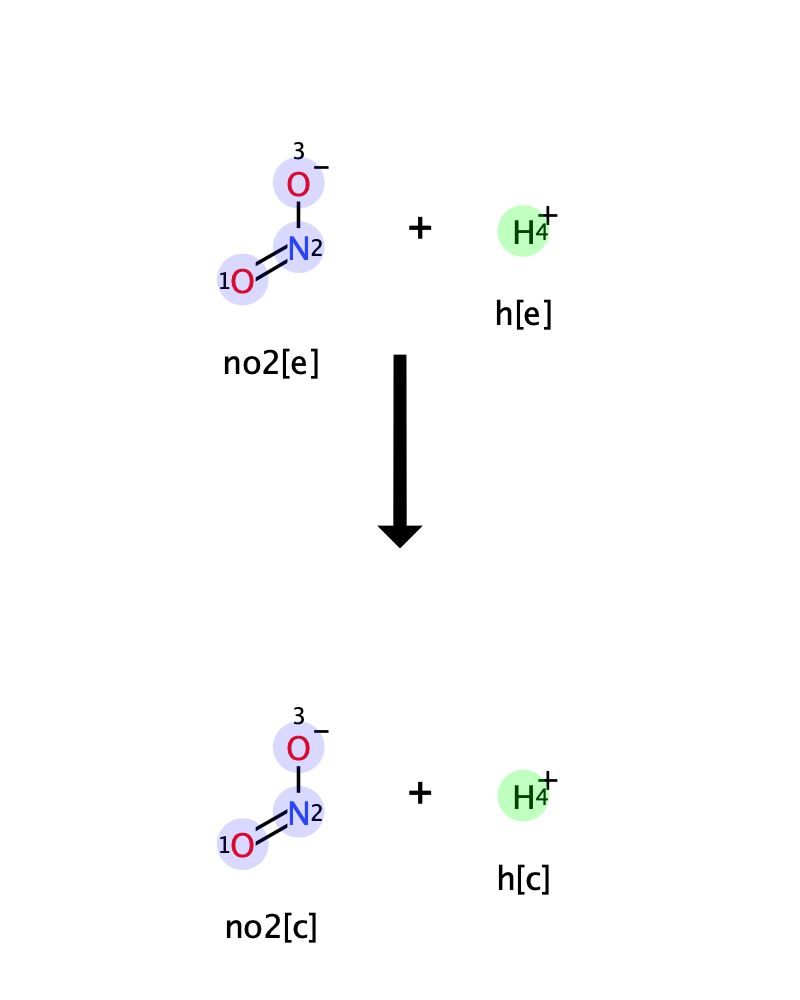 3
O −
N2
1O
+
H4 +
h[e]
no2[e]
3
O −
N2
1O
+
H4 +
h[c]
no2[c]